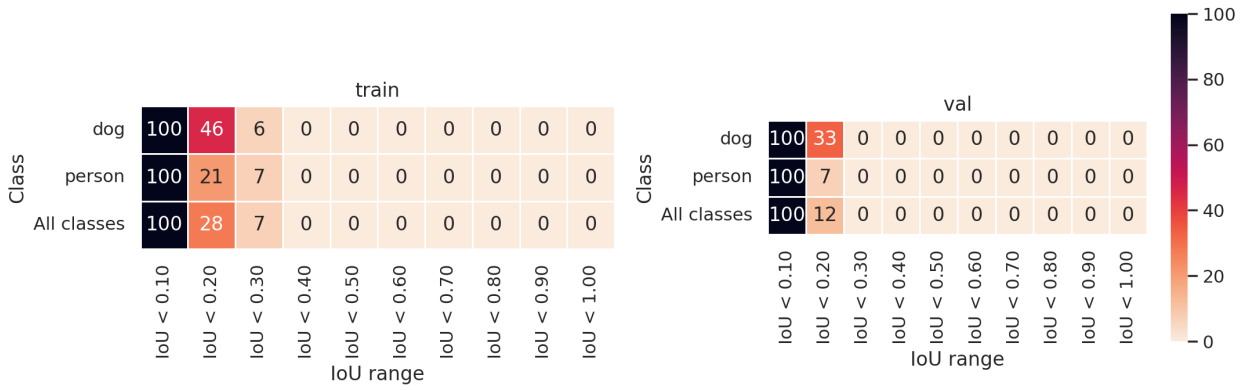 train
Class
dog 100 46 6 0 0 0 0 0 0 0
person 100 21 7 0 0 0 0 0 0 0
All classes 100 28 7 0 0 0 0 0 0 0
IoU < 0.10 IoU < 0.20 IoU < 0.30 IoU < 0.40 IoU < 0.50 IoU < 0.60 IoU < 0.70 IoU < 0.80 IoU < 0.90 IoU < 1.00
IoU range
val
Class
dog 100 33 0 0 0 0 0 0 0 0
person 100 7 0 0 0 0 0 0 0 0
All classes 100 12 0 0 0 0 0 0 0 0
IoU < 0.10 IoU < 0.20 IoU < 0.30 IoU < 0.40 IoU < 0.50 IoU < 0.60 IoU < 0.70 IoU < 0.80 IoU < 0.90 IoU < 1.00
IoU range
100
80
60
40
20
0